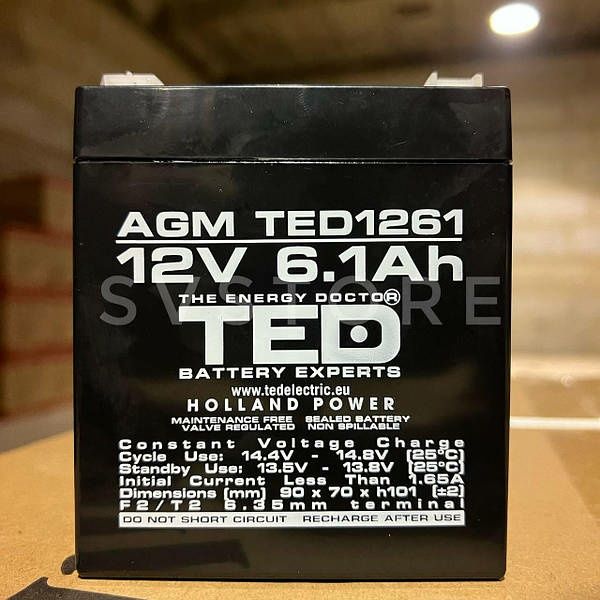 AGM TED1261
12V 6.1Ah
SVSTORE
THE ENERGY DOCTOR®
TED
BATTERY EXPERTS
www.tedelectric.eu
HOLLAND POWER
MAINTENANCE FREE SEALED BATTERY
VALVE REGULATED NON SPILLABLE
Constant Voltage Charge
Cycle Use: 14.4V - 14.8V (25°C)
Standby Use: 13.5V - 13.8V (25°C)
Initial Current Less Than 1.65A
Dimensions (mm) 90 x 70 x h101 (±2)
F2/T2 6.35mm terminal
DO NOT SHORT CIRCUIT RECHARGE AFTER USE